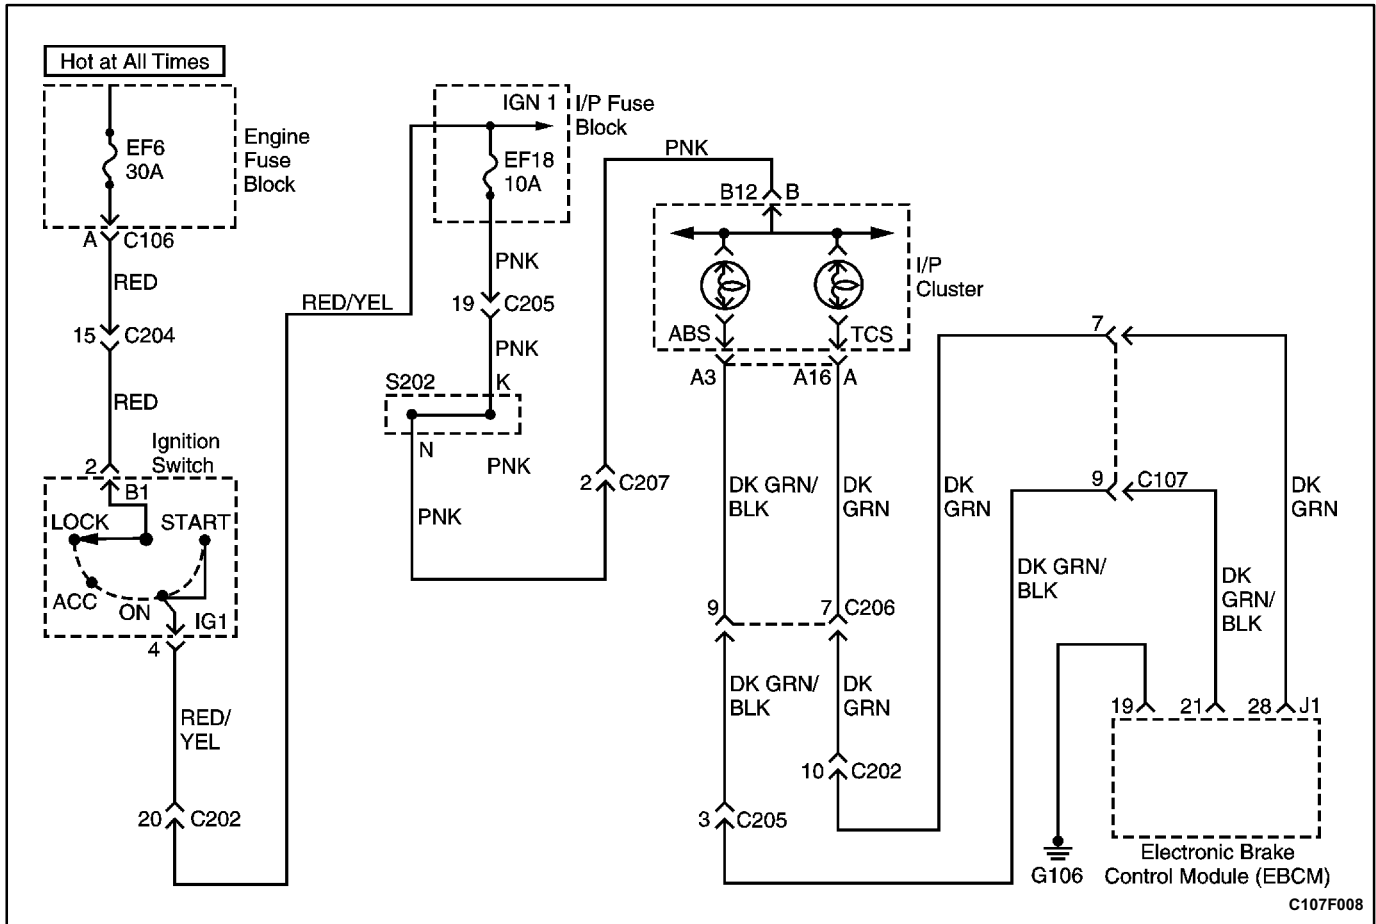 Hot at All Times
EF6
30A
Engine
Fuse
Block
A
C106
RED
15
C204
RED
Ignition
Switch
2
B1
LOCK
START
ACC
ON
IG1
4
RED/
YEL
20
C202
RED/YEL
IGN 1
I/P Fuse
Block
EF18
10A
PNK
19
C205
PNK
S202
K
N
PNK
PNK
2
C207
PNK
B12
B
I/P
Cluster
ABS
TCS
A3
A16
A
DK GRN/
BLK
DK
GRN
9
7
C206
DK GRN/
BLK
DK
GRN
10
C202
3
C205
DK
GRN
7
9
C107
DK GRN/
BLK
DK
GRN/
BLK
DK
GRN
19
21
28
J1
G106
Electronic Brake
Control Module (EBCM)
C107F008